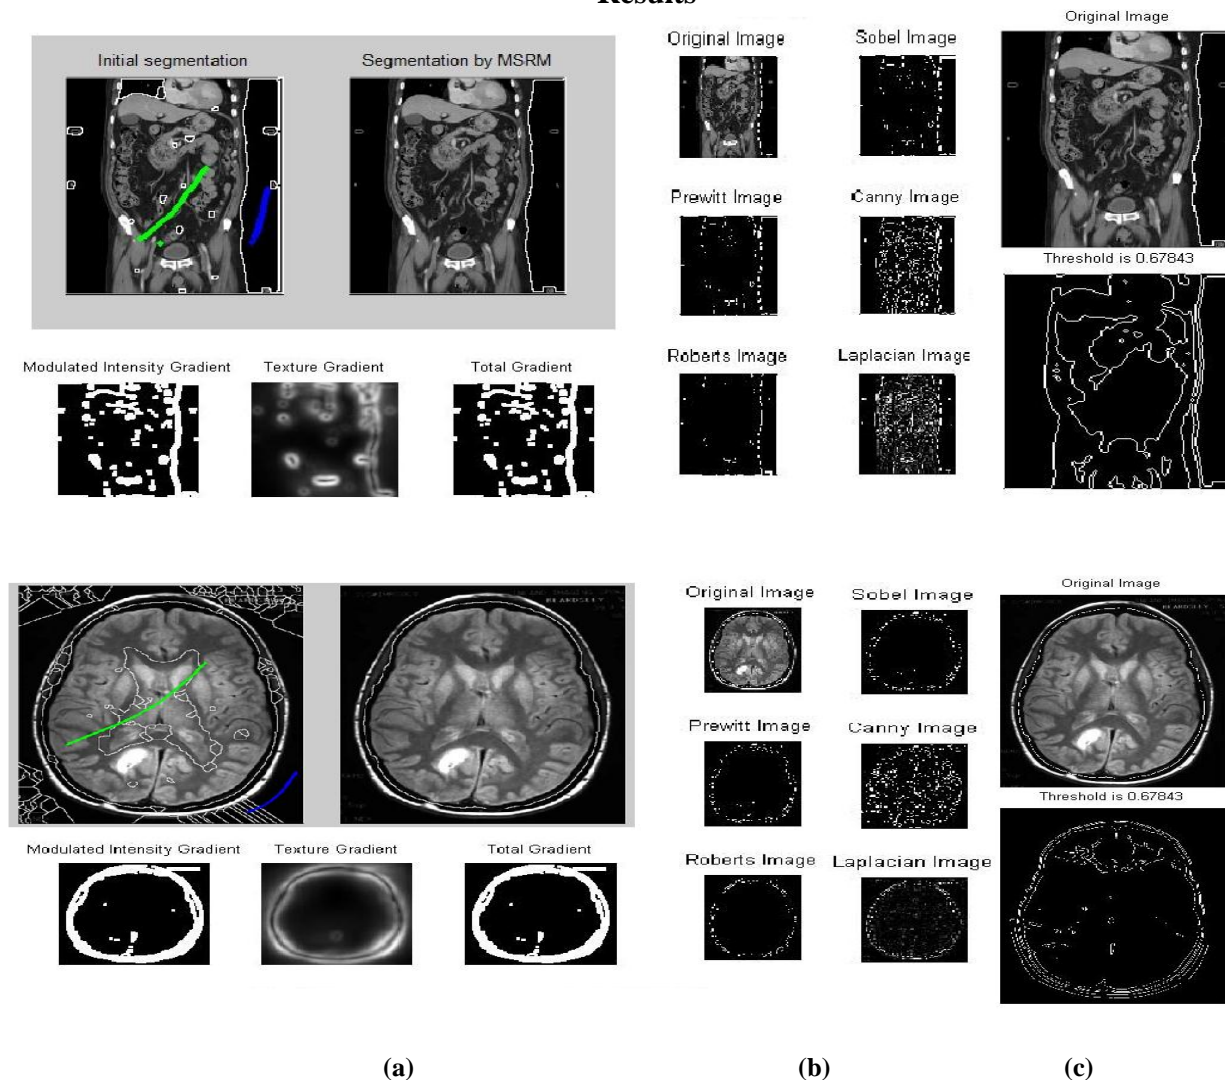 Results
Initial segmentation
Segmentation by MSRM
Modulated Intensity Gradient
Texture Gradient
Total Gradient
Original Image
Sobel Image
Prewitt Image
Canny Image
Roberts Image
Laplacian Image
Original Image
Threshold is 0.67843
BEARDSLEY
Modulated Intensity Gradient
Texture Gradient
Total Gradient
Original Image
Sobel Image
Prewitt Image
Canny Image
Roberts Image
Laplacian Image
Original Image
Threshold is 0.67843
(a)
(b)
(c)